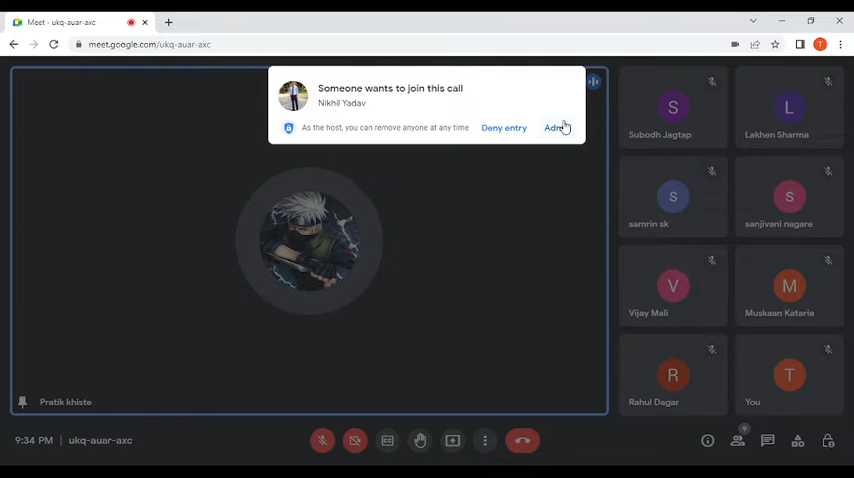 Meet - ukq-auar-axc
meet.google.com/ukq-auar-axc
T
Someone wants to join this call
Nikhil Yadav
As the host, you can remove anyone at any time
Deny entry
S
Subodh Jagtap
L
Lakhen Sharma
s
samrin sk
s
sanjivani nagare
V
Vijay Mali
M
Muskaan Kataria
R
Rahul Dagar
T
You
Pratik khiste
9:34 PM | ukq-auar-axc
CC
9